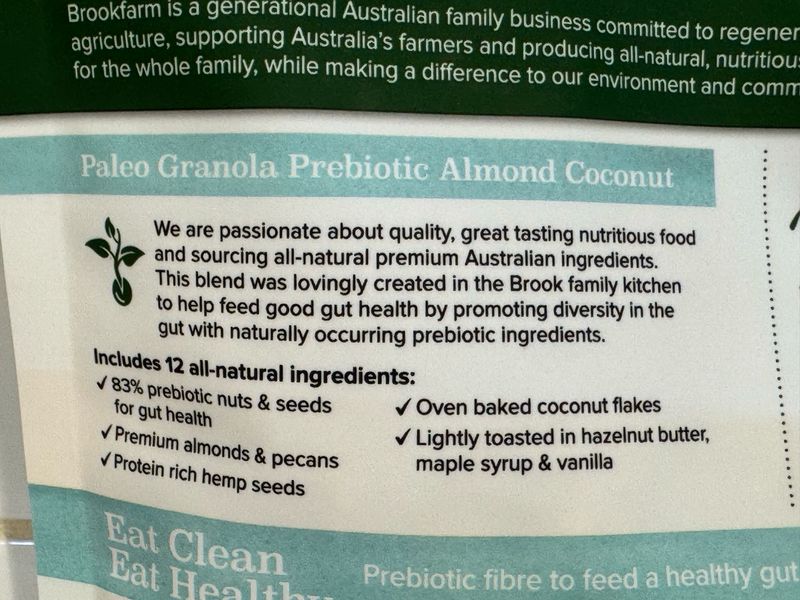 Brookfarm is a generational Australian family business committed to
agriculture, supporting Australia's farmers and producing all-natural,
for the whole family, while making a difference to our environment and
Paleo Granola Prebiotic Almond Coconut
We are passionate about quality, great tasting nutritious food
and sourcing all-natural premium Australian ingredients.
This blend was lovingly created in the Brook family kitchen
to help feed good gut health by promoting diversity in the
gut with naturally occurring prebiotic ingredients.
Includes 12 all-natural ingredients:
✓ 83% prebiotic nuts & seeds
for gut health
✓ Premium almonds & pecans
✓ Protein rich hemp seeds
✓ Oven baked coconut flakes
✓ Lightly toasted in hazelnut butter,
maple syrup & vanilla
Eat Clean
Eat Healthy
Prebiotic fibre to feed a healthy gut